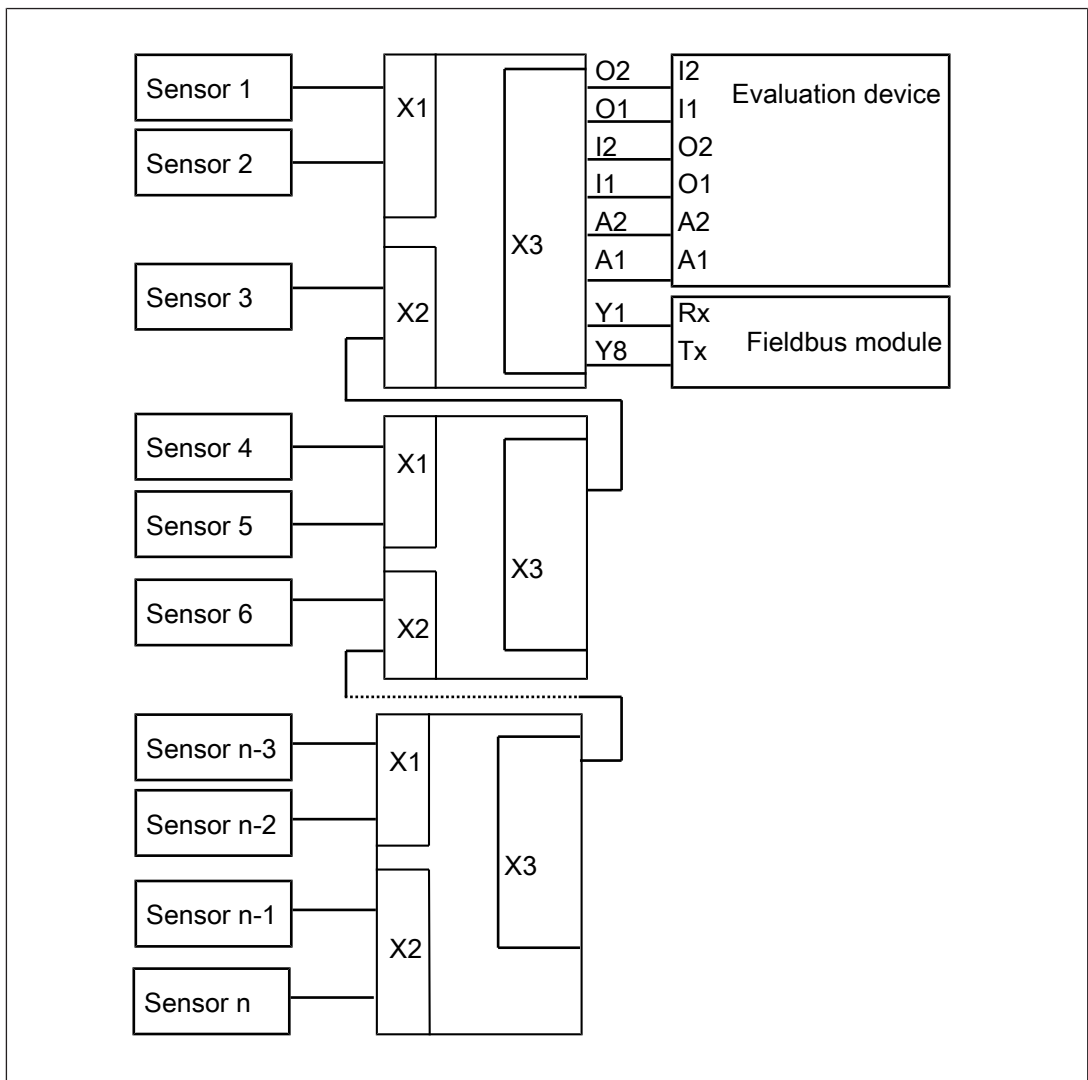 Sensor 1
Sensor 2
Sensor 3
X1
X2
X3
O2
O1
I2
I1
A2
A1
Y1
Y8
I2
I1
O2
O1
A2
A1
Evaluation device
Rx
Tx
Fieldbus module
Sensor 4
Sensor 5
Sensor 6
X1
X2
X3
Sensor n-3
Sensor n-2
Sensor n-1
Sensor n
X1
X2
X3